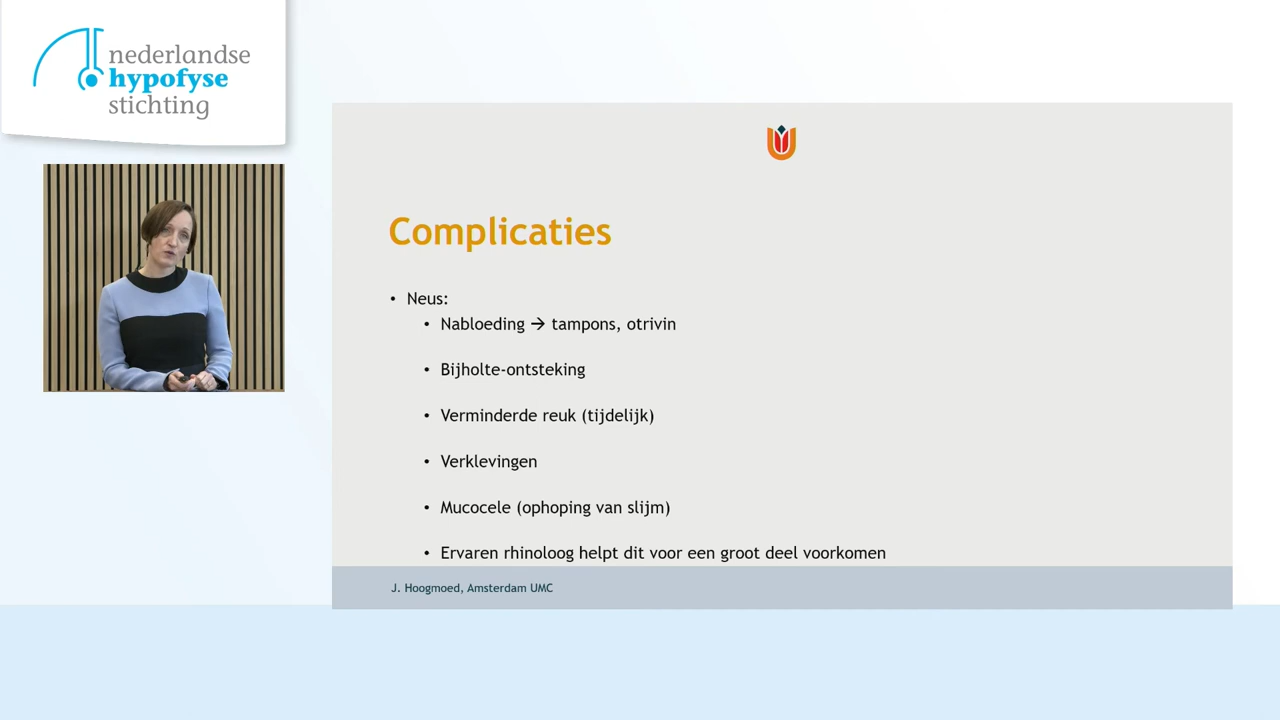 nederlandse
hypofyse
stichting
Complicaties
• Neus:
• Nabloeding → tampons, otrivin
• Bijholte-ontsteking
• Verminderde reuk (tijdelijk)
• Verklevingen
• Mucocele (ophoping van slijm)
• Ervaren rhinoloog helpt dit voor een groot deel voorkomen
J. Hoogmoed, Amsterdam UMC